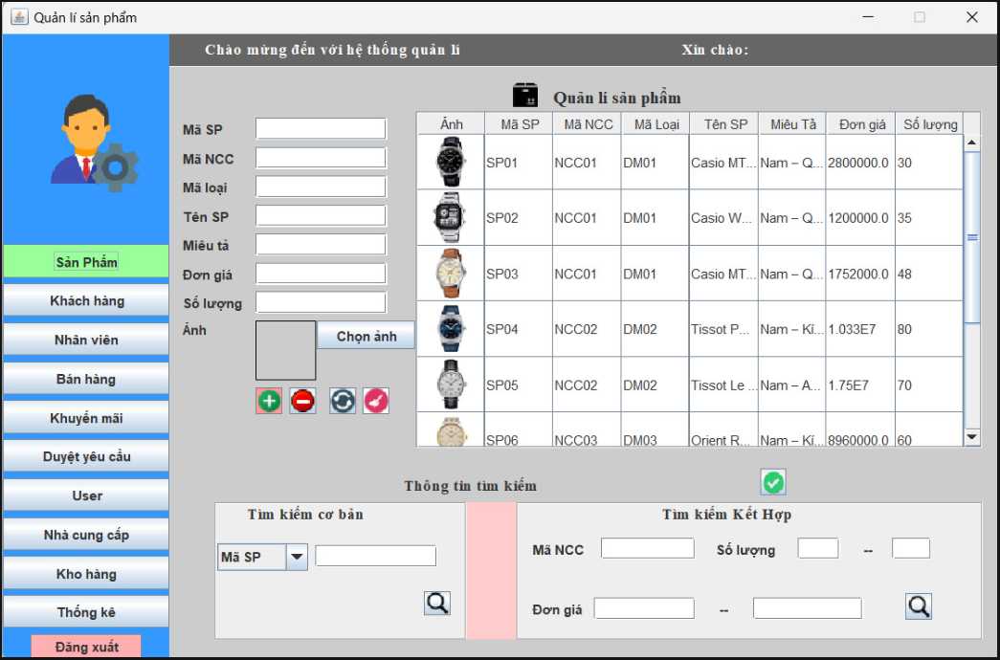 Quản lí sản phẩm
Chào mừng đến với hệ thống quản lí
Xin chào:
Sản Phẩm
Khách hàng
Nhân viên
Bán hàng
Khuyến mãi
Duyệt yêu cầu
User
Nhà cung cấp
Kho hàng
Thống kê
Đăng xuất
Quản lí sản phẩm
Mã SP
Mã NCC
Mã loại
Tên SP
Miêu tả
Đơn giá
Số lượng
Ảnh
Chọn ảnh
Ảnh Mã SP Mã NCC Mã Loại Tên SP Miêu Tả Đơn giá Số lượng
SP01 NCC01 DM01 Casio MT... Nam – Q... 2800000.0 30
SP02 NCC01 DM01 Casio W... Nam – Q... 1200000.0 35
SP03 NCC01 DM01 Casio MT... Nam – Q... 1752000.0 48
SP04 NCC02 DM02 Tissot P... Nam – Kí... 1.033E7 80
SP05 NCC02 DM02 Tissot Le ... Nam – A... 1.75E7 70
SP06 NCC03 DM03 Orient R... Nam – Kí... 8960000.0 60
Thông tin tìm kiếm
Tìm kiếm cơ bản
Mã SP
Tìm kiếm Kết Hợp
Mã NCC Số lượng --
Đơn giá --